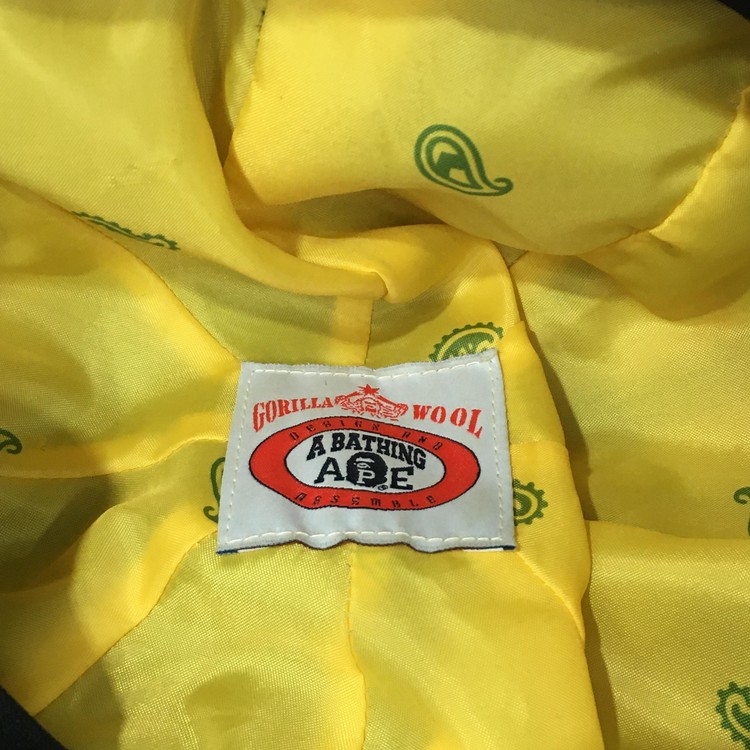 GORILLA WOOL
DESIGN AND
A BATHING
APE
®
ASSEMBLE